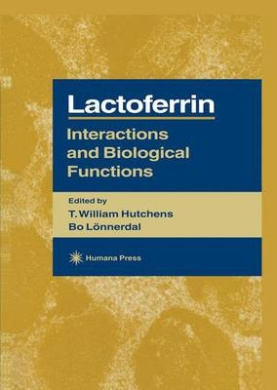 Lactoferrin
Interactions
and Biological
Functions
Edited by
T. William Hutchens
Bo Lönnerdal
Humana Press